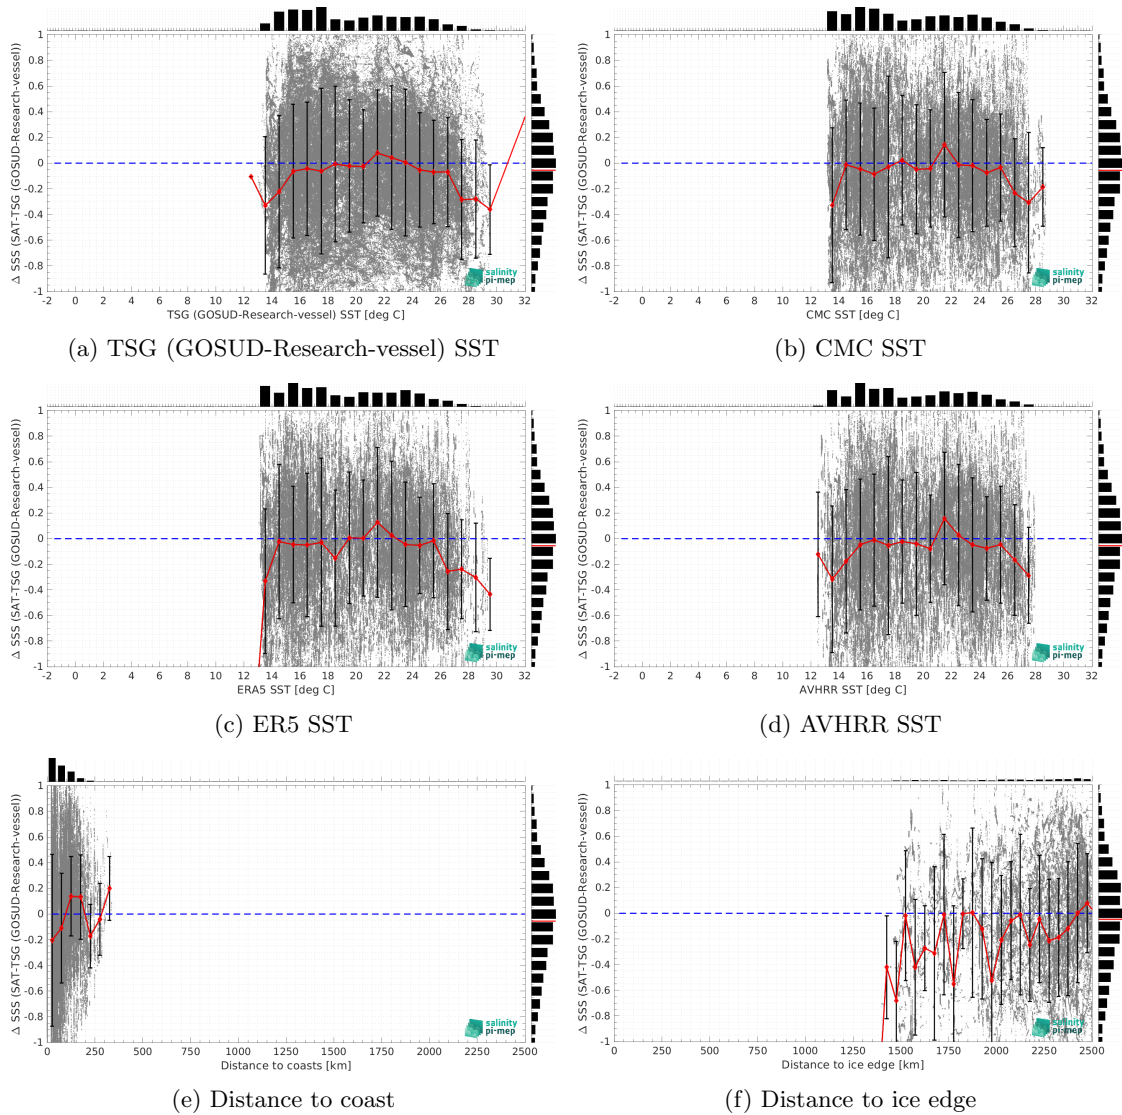 Δ SSS (SAT-TSG (GOSUD-Research-vessel))
1
0.8
0.6
0.4
0.2
0
-0.2
-0.4
-0.6
-0.8
-1
salinity
pi-mep
-2 0 2 4 6 8 10 12 14 16 18 20 22 24 26 28 30 32
TSG (GOSUD-Research-vessel) SST [deg C]
(a) TSG (GOSUD-Research-vessel) SST
Δ SSS (SAT-TSG (GOSUD-Research-vessel))
1
0.8
0.6
0.4
0.2
0
-0.2
-0.4
-0.6
-0.8
-1
salinity
pi-mep
-2 0 2 4 6 8 10 12 14 16 18 20 22 24 26 28 30 32
CMC SST [deg C]
(b) CMC SST
Δ SSS (SAT-TSG (GOSUD-Research-vessel))
1
0.8
0.6
0.4
0.2
0
-0.2
-0.4
-0.6
-0.8
-1
salinity
pi-mep
-2 0 2 4 6 8 10 12 14 16 18 20 22 24 26 28 30 32
ERA5 SST [deg C]
(c) ER5 SST
Δ SSS (SAT-TSG (GOSUD-Research-vessel))
1
0.8
0.6
0.4
0.2
0
-0.2
-0.4
-0.6
-0.8
-1
salinity
pi-mep
-2 0 2 4 6 8 10 12 14 16 18 20 22 24 26 28 30 32
AVHRR SST [deg C]
(d) AVHRR SST
Δ SSS (SAT-TSG (GOSUD-Research-vessel))
1
0.8
0.6
0.4
0.2
0
-0.2
-0.4
-0.6
-0.8
-1
salinity
pi-mep
0 250 500 750 1000 1250 1500 1750 2000 2250 2500
Distance to coasts [km]
(e) Distance to coast
Δ SSS (SAT-TSG (GOSUD-Research-vessel))
1
0.8
0.6
0.4
0.2
0
-0.2
-0.4
-0.6
-0.8
-1
salinity
pi-mep
0 250 500 750 1000 1250 1500 1750 2000 2250 2500
Distance to ice edge [km]
(f) Distance to ice edge